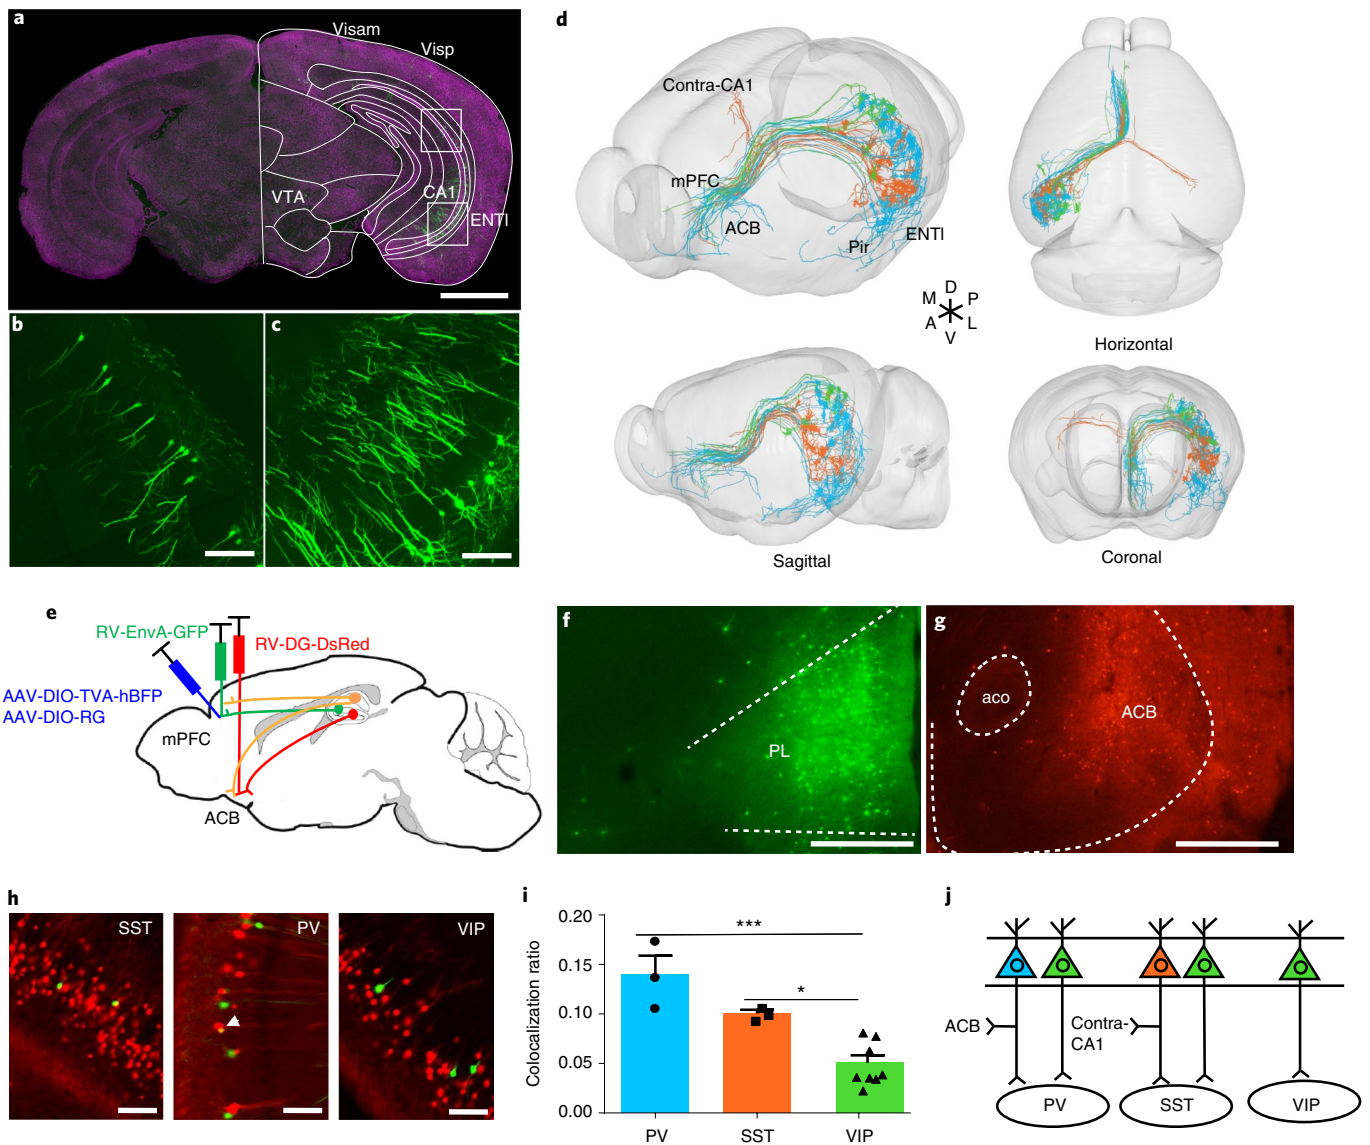 a
Visam
Visp
VTA
CA1
ENTl
b
c
d
Contra-CA1
mPFC
ACB
Pir
ENTl
D
M P
A L
V
Horizontal
Sagittal
Coronal
e
RV-EnvA-GFP
RV-DG-DsRed
AAV-DIO-TVA-hBFP
AAV-DIO-RG
mPFC
ACB
f
PL
g
aco
ACB
h
SST
PV
VIP
i
Colocalization ratio
0.20
0.15
0.10
0.05
0.00
***
*
PV
SST
VIP
j
ACB
Contra-
CA1
PV
SST
VIP